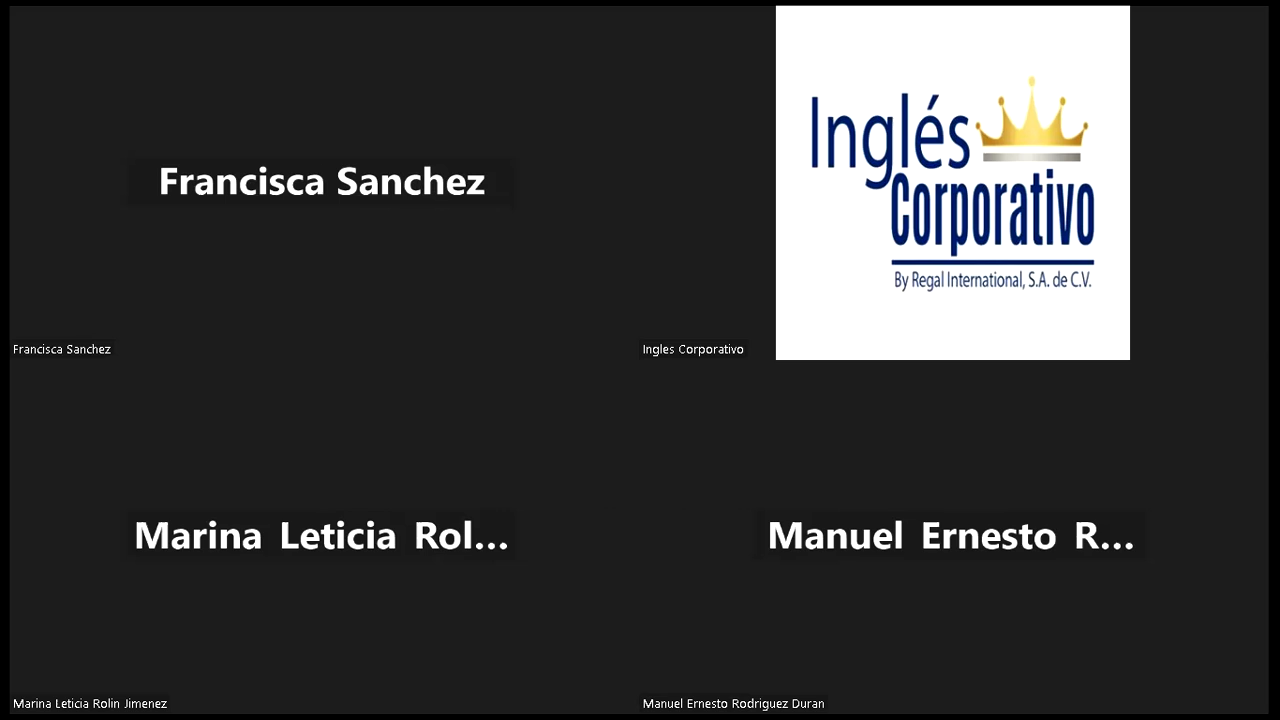 Francisca Sanchez
Francisca Sanchez
Inglés
Corporativo
By Regal International, S.A. de C.V.
Ingles Corporativo
Marina Leticia Rol...
Marina Leticia Rolin Jimenez
Manuel Ernesto R...
Manuel Ernesto Rodriguez Duran